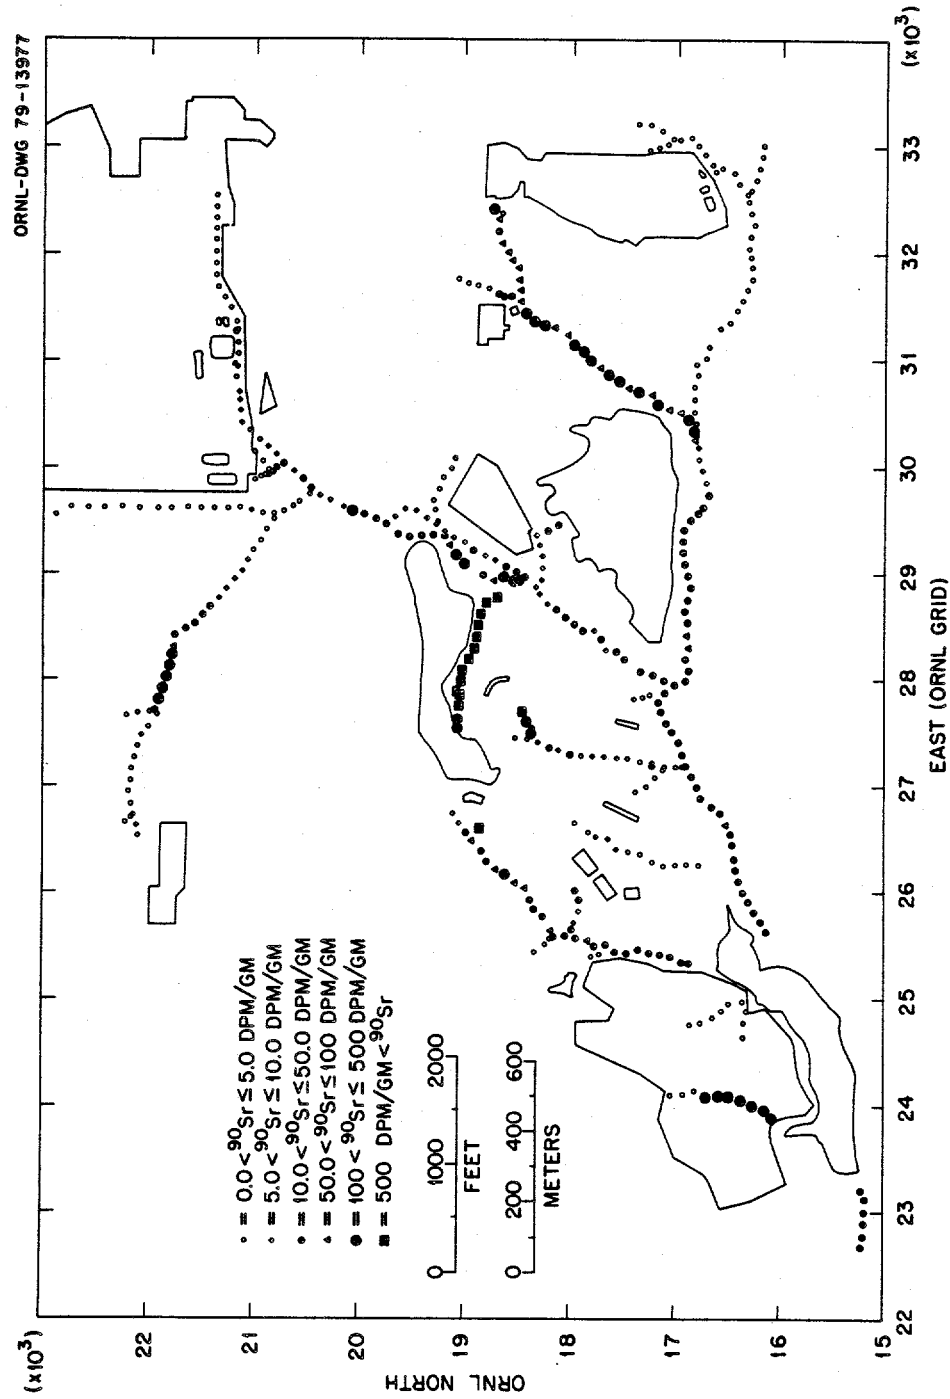 ORNL-DWG 79-13977
(x10³)
22
21
20
19
18
17
16
15
ORNL NORTH
○ = 0.0 < ⁹⁰Sr ≤ 5.0 DPM/GM
◇ = 5.0 < ⁹⁰Sr ≤ 10.0 DPM/GM
● = 10.0 < ⁹⁰Sr ≤ 50.0 DPM/GM
▲ = 50.0 < ⁹⁰Sr ≤ 100 DPM/GM
● = 100 < ⁹⁰Sr ≤ 500 DPM/GM
■ = 500 DPM/GM < ⁹⁰Sr
0 1000 2000
FEET
0 200 400 600
METERS
22 23 24 25 26 27 28 29 30 31 32 33 (x10³)
EAST (ORNL GRID)